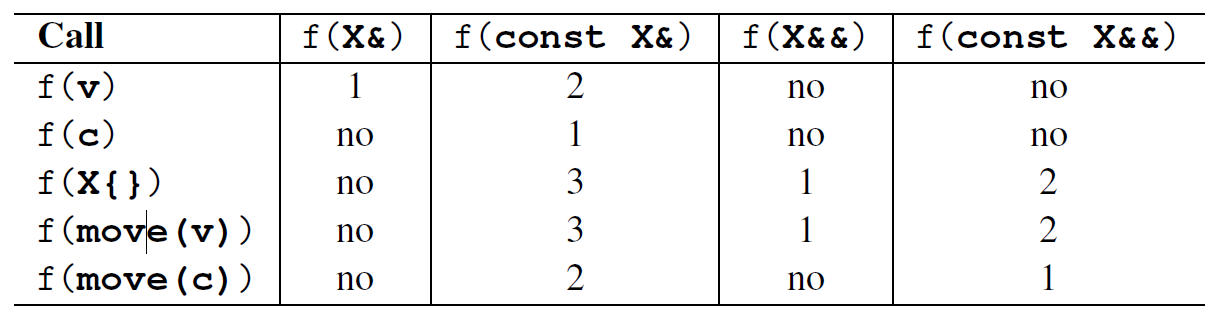 Call f(X&) f(const X&) f(X&&) f(const X&&)
f(v) 1 2 no no
f(c) no 1 no no
f(X{}) no 3 1 2
f(move(v)) no 3 1 2
f(move(c)) no 2 no 1